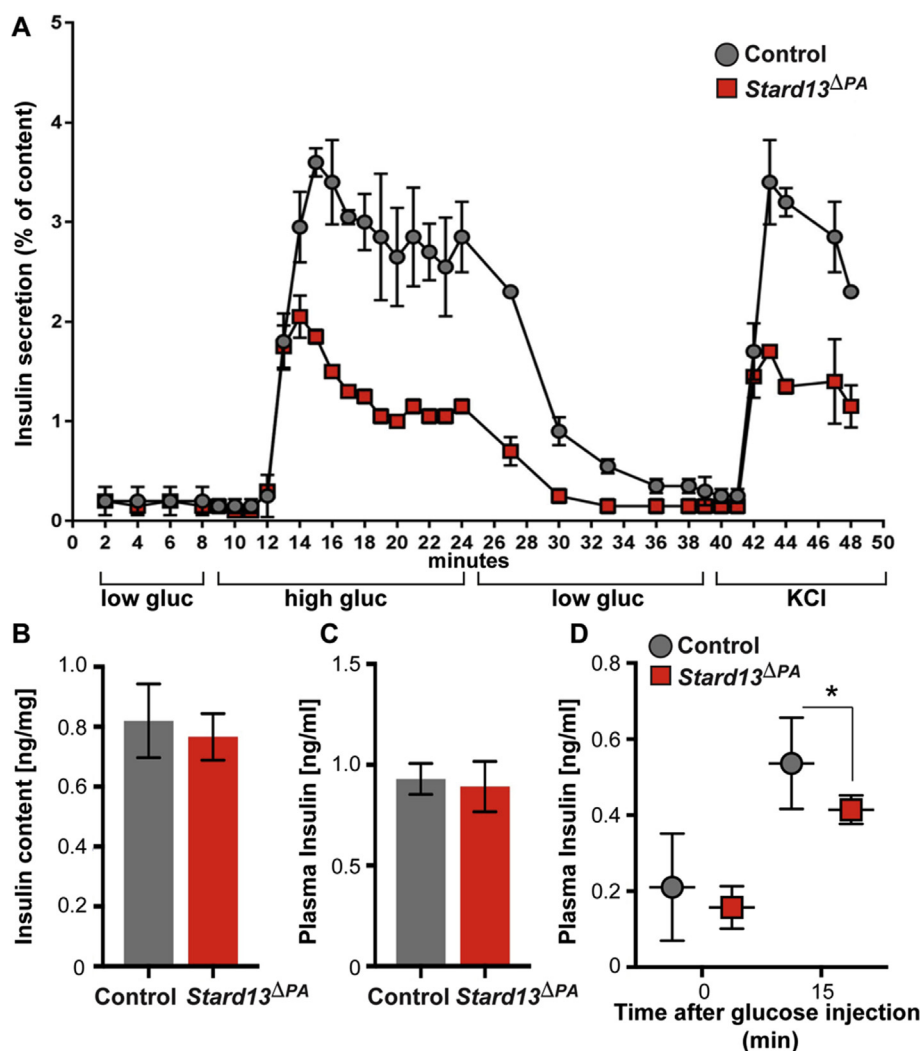 A
Insulin secretion (% of content)
5
4
3
2
1
0
Control
Stard13ΔPA
0 2 4 6 8 10 12 14 16 18 20 22 24 26 28 30 32 34 36 38 40 42 44 46 48 50
minutes
low gluc high gluc low gluc KCl
B
Insulin content [ng/mg]
1.0
0.8
0.6
0.4
0.2
0
Control Stard13ΔPA
C
Plasma Insulin [ng/ml]
1.5
1.0
0.5
0
Control Stard13ΔPA
D
Control
Stard13ΔPA
Plasma Insulin [ng/ml]
0.8
0.6
0.4
0.2
0
*
0 15
Time after glucose injection
(min)